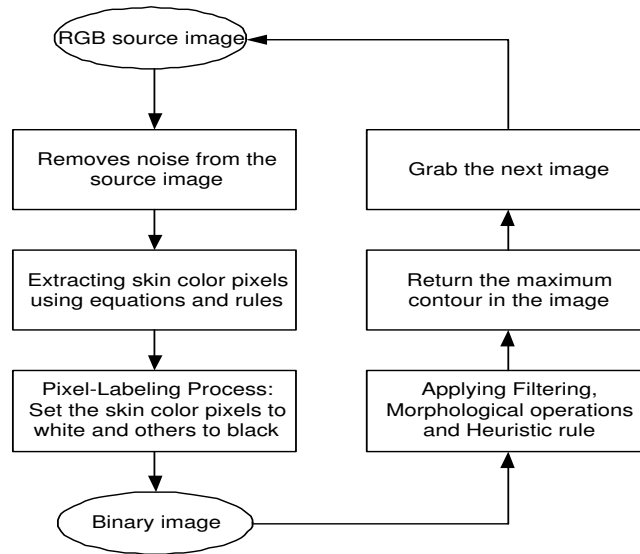 RGB source image
Removes noise from the
source image
Extracting skin color pixels
using equations and rules
Pixel-Labeling Process:
Set the skin color pixels to
white and others to black
Binary image
Applying Filtering,
Morphological operations
and Heuristic rule
Return the maximum
contour in the image
Grab the next image